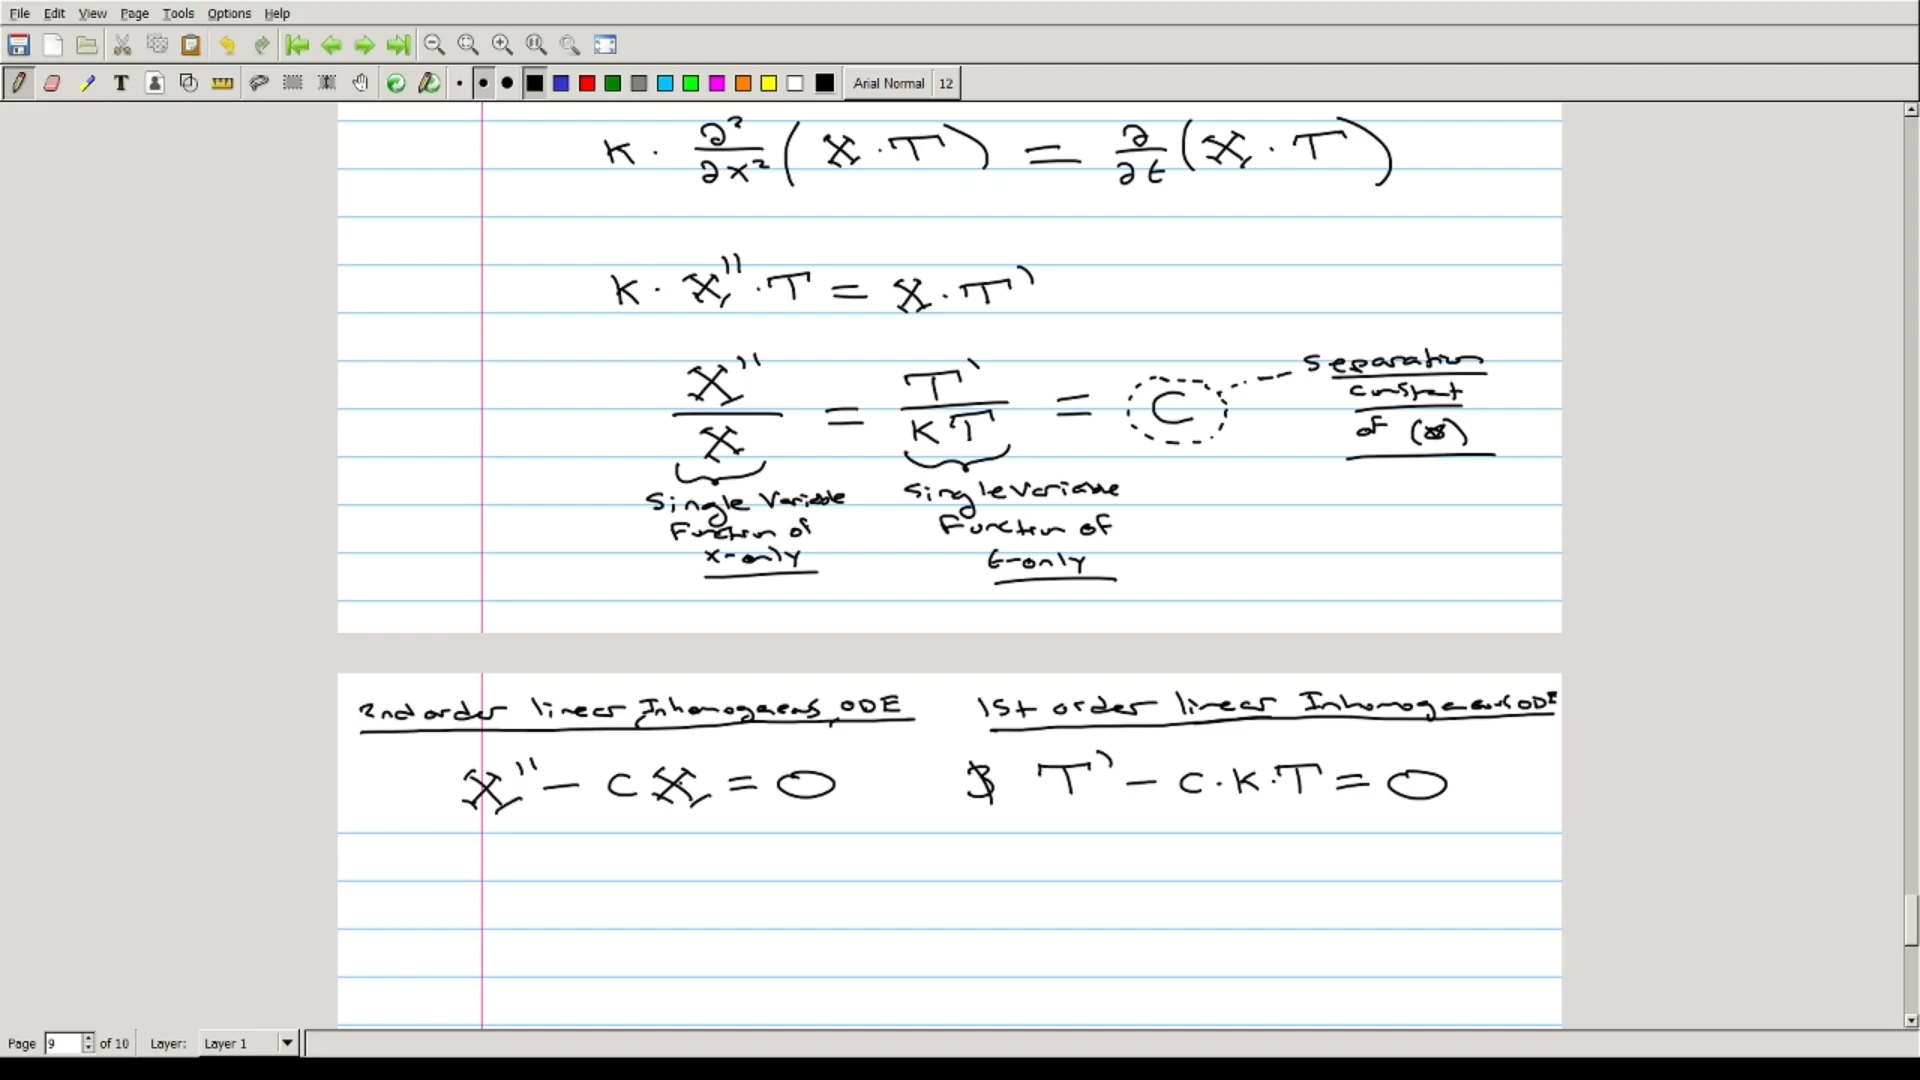 File Edit View Page Tools Options Help
Arial Normal 12
K · ∂²/∂x² (X · T) = ∂/∂t (X · T)
K · X'' · T = X · T'
X''/X = T'/KT = C
Separation
constant
of (*)
Single Variable
Function of
x-only
Single Variable
Function of
t-only
2nd order linear Inhomogeneous ODE
1st order linear Inhomogeneous ODE
X'' - C X = 0
& T' - C · K · T = 0
Page 9 of 10 Layer: Layer 1